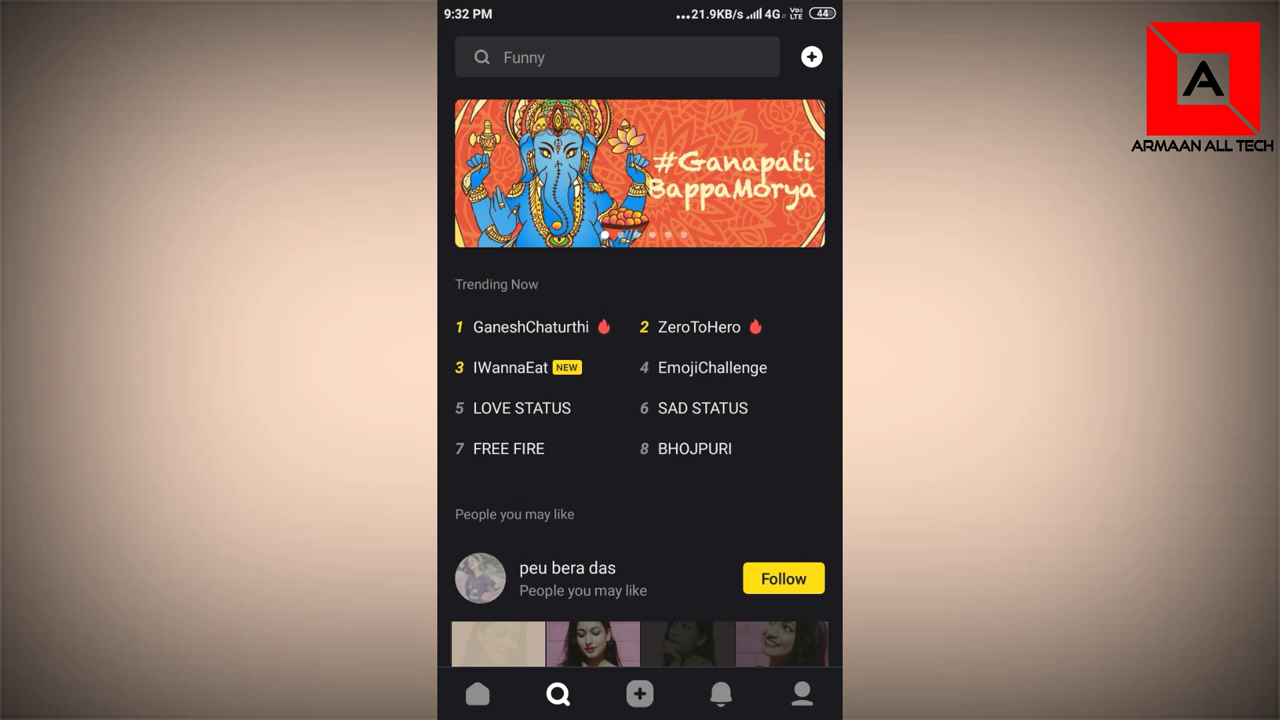 9:32 PM
...21.9KB/s 4G Vo) LTE 44
Funny
#Ganapati
BappaMorya
Trending Now
1 GaneshChaturthi
2 ZeroToHero
3 IWannaEat NEW
4 EmojiChallenge
5 LOVE STATUS
6 SAD STATUS
7 FREE FIRE
8 BHOJPURI
People you may like
peu bera das
People you may like
Follow
A
ARMAAN ALL TECH